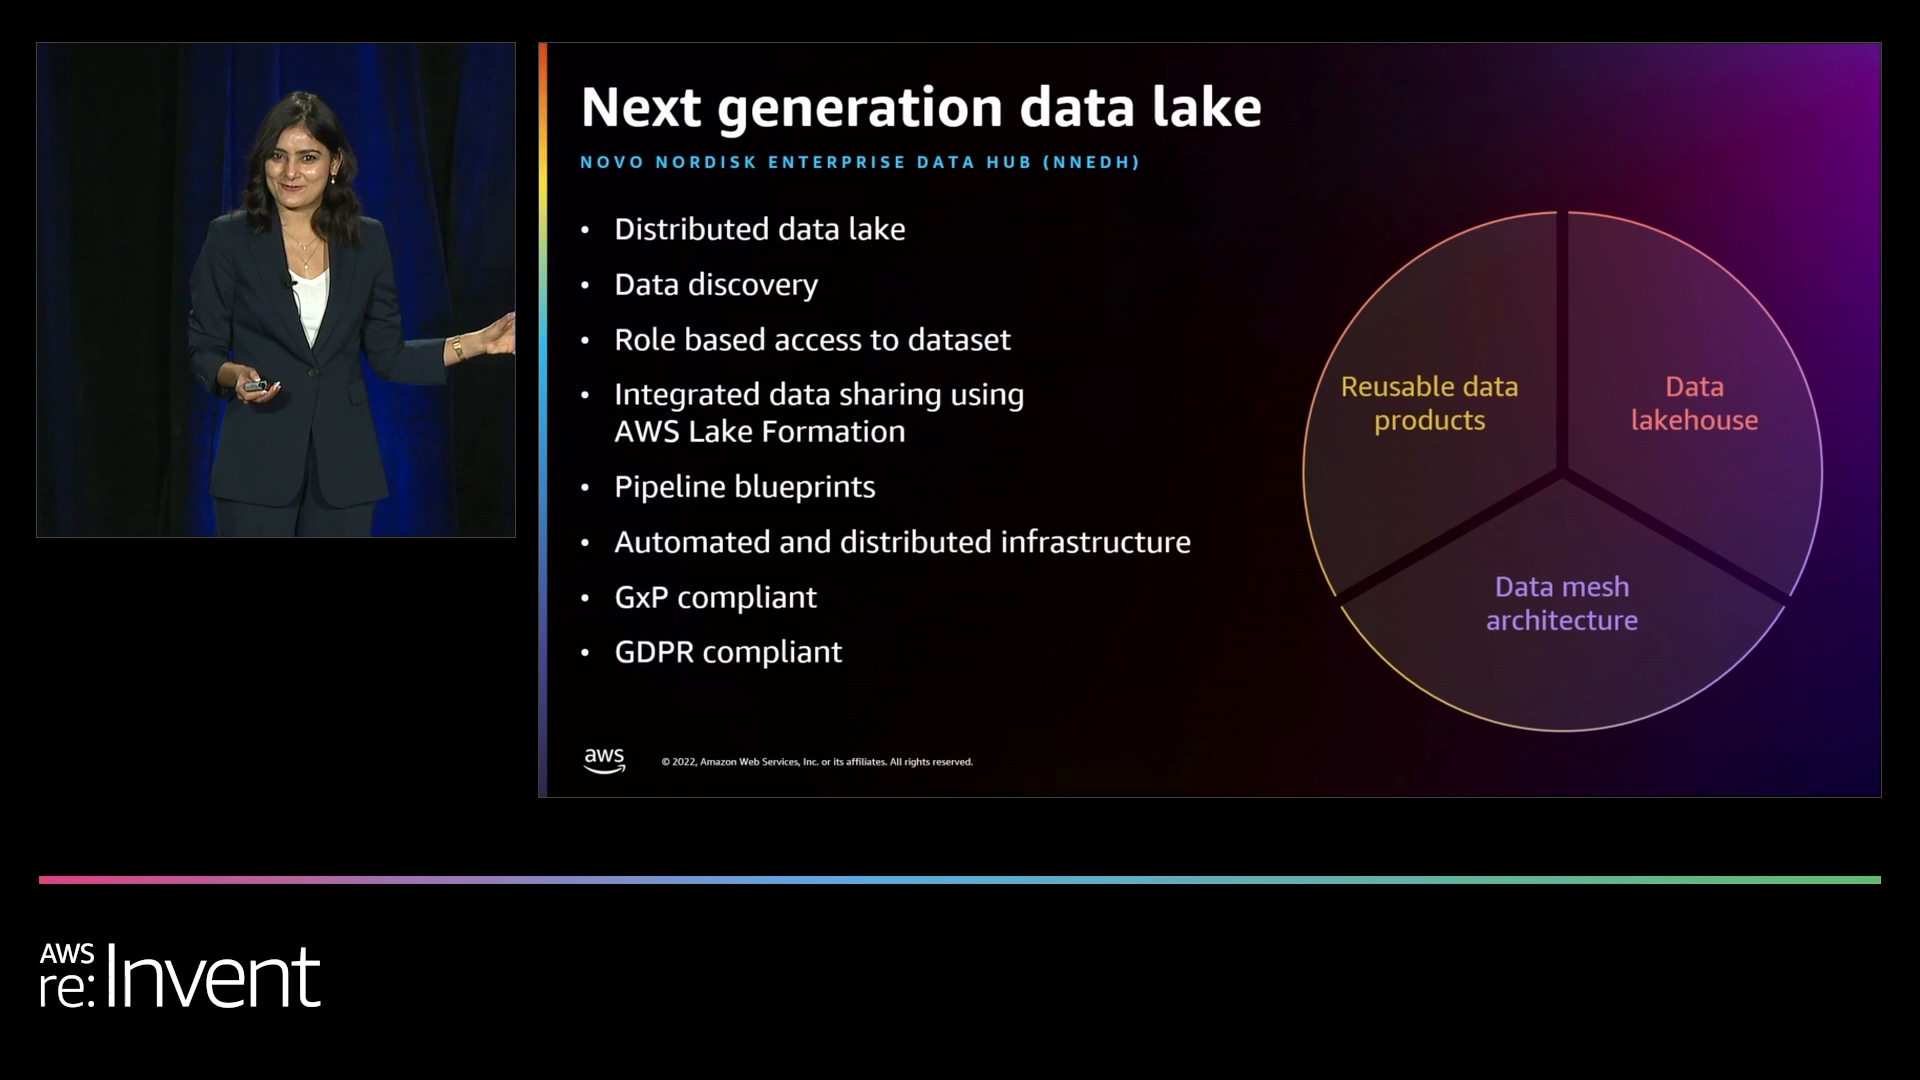 Next generation data lake
NOVO NORDISK ENTERPRISE DATA HUB (NNEDH)
• Distributed data lake
• Data discovery
• Role based access to dataset
• Integrated data sharing using
AWS Lake Formation
• Pipeline blueprints
• Automated and distributed infrastructure
• GxP compliant
• GDPR compliant
Reusable data
products
Data
lakehouse
Data mesh
architecture
aws
© 2022, Amazon Web Services, Inc. or its affiliates. All rights reserved.
AWS
re:Invent